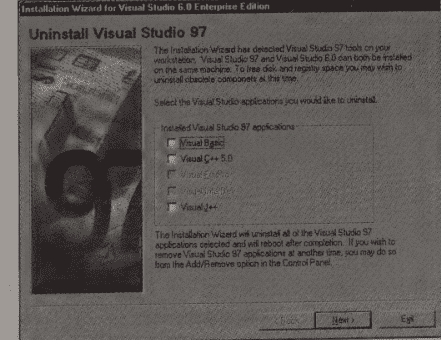 Installation Wizard for Visual Studio 6.0 Enterprise Edition
Uninstall Visual Studio 97
The Installation Wizard has detected Visual Studio 97 tools on your
workstation. Visual Studio 97 and Visual Studio 6.0 can both be installed
on the same machine. To free disk and registry space you may wish to
uninstall obsolete components at this time.
Select the Visual Studio applications you would like to uninstall.
Installed Visual Studio 97 applications
Visual Basic
Visual C++ 5.0
Visual J++
The Installation Wizard will uninstall all of the Visual Studio 97
applications selected and will reboot after completion. If you wish to
remove Visual Studio 97 applications at another time, you may do so
from the Add/Remove option in the Control Panel.
Next >
Exit